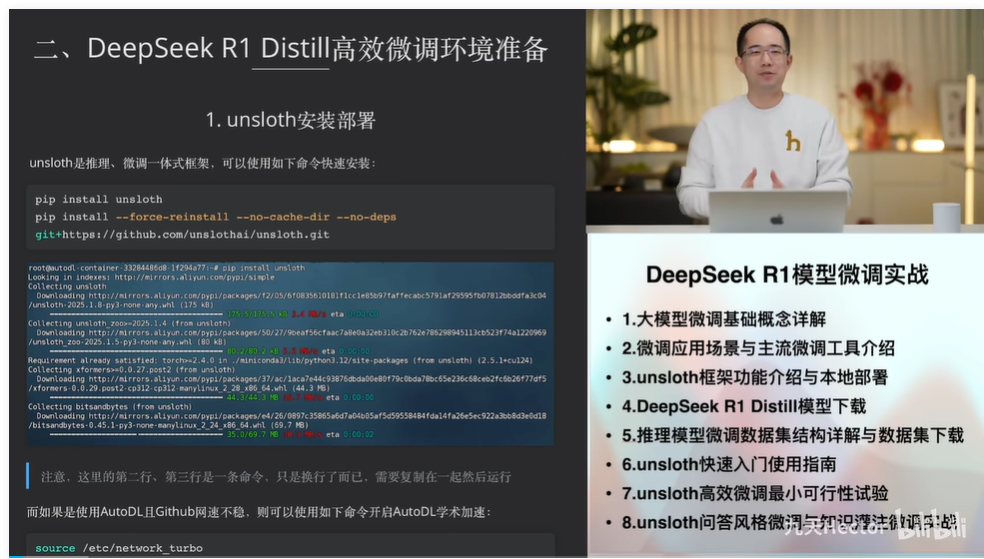 二、DeepSeek R1 Distill高效微调环境准备
1. unsloth安装部署
unsloth是推理、微调一体式框架，可以使用如下命令快速安装：
pip install unsloth
pip install --force-reinstall --no-cache-dir --no-deps
git+https://github.com/unslothai/unsloth.git
root@autodl-container-33284486d8-1f294a77:~# pip install unsloth
Looking in indexes: http://mirrors.aliyun.com/pypi/simple
Collecting unsloth
Downloading http://mirrors.aliyun.com/pypi/packages/f2/05/
/unsloth-2025.1.8-py3-none-any.whl (175 kB)
eta 0:00:00
Collecting unsloth_zoo>=2025.1.4 (from unsloth)
Downloading http://mirrors.aliyun.com/pypi/packages/50/27/
/unsloth_zoo-2025.1.5-py3-none-any.whl (80 kB)
80.2/80.2 kB eta 0:00:00
Requirement already satisfied: torch>=2.4.0 in ./miniconda3/lib/python3.12/site-packages (from unsloth) (2.5.1+cu124)
Collecting xformers>=0.0.27.post2 (from unsloth)
Downloading http://mirrors.aliyun.com/pypi/packages/37/ac/
/xformers-0.0.29.post2-cp312-cp312-manylinux_2_28_x86_64.whl (44.3 MB)
44.3/44.3 MB eta 0:00:00
Collecting bitsandbytes (from unsloth)
Downloading http://mirrors.aliyun.com/pypi/packages/e4/26/
/bitsandbytes-0.45.1-py3-none-manylinux_2_24_x86_64.whl (69.7 MB)
35.0/69.7 MB eta 0:00:02
注意，这里的第二行、第三行是一条命令，只是换行了而已，需要复制在一起然后运行
而如果是使用AutoDL且Github网速不稳，则可以使用如下命令开启AutoDL学术加速：
source /etc/network_turbo
DeepSeek R1模型微调实战
• 1.大模型微调基础概念详解
• 2.微调应用场景与主流微调工具介绍
• 3.unsloth框架功能介绍与本地部署
• 4.DeepSeek R1 Distill模型下载
• 5.推理模型微调数据集结构详解与数据集下载
• 6.unsloth快速入门使用指南
• 7.unsloth高效微调最小可行性试验
• 8.unsloth问答风格微调与知识灌注微调实战
九天Hector bilibili